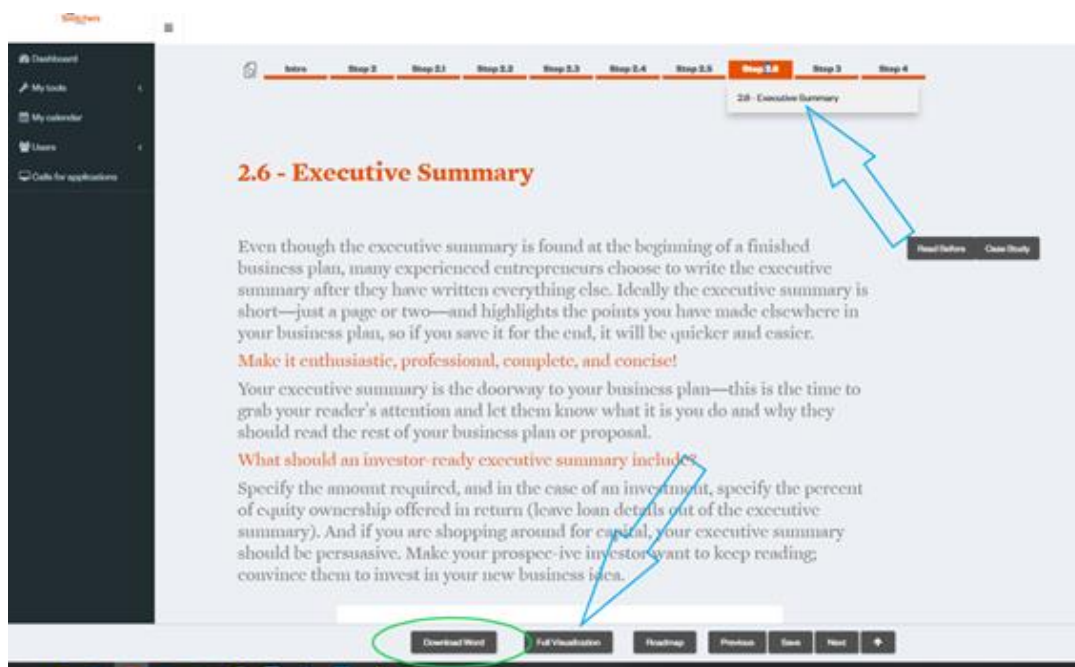 Switchers
Dashboard
Intro
Step 2
Step 2.1
Step 2.2
Step 2.3
Step 2.4
Step 2.5
Step 2.6
Step 3
Step 4
My tools
2.6 - Executive Summary
My calendar
Users
Calls for applications
2.6 - Executive Summary
Even though the executive summary is found at the beginning of a finished
Read Before
Case Study
business plan, many experienced entrepreneurs choose to write the executive
summary after they have written everything else. Ideally the executive summary is
short—just a page or two—and highlights the points you have made elsewhere in
your business plan, so if you save it for the end, it will be quicker and easier.
Make it enthusiastic, professional, complete, and concise!
Your executive summary is the doorway to your business plan—this is the time to
grab your reader's attention and let them know what it is you do and why they
should read the rest of your business plan or proposal.
What should an investor-ready executive summary include?
Specify the amount required, and in the case of an investment, specify the percent
of equity ownership offered in return (leave loan details out of the executive
summary). And if you are shopping around for capital, your executive summary
should be persuasive. Make your prospec-ive investor want to keep reading;
convince them to invest in your new business idea.
Download Word
Full Visualization
Roadmap
Previous
Save
Next